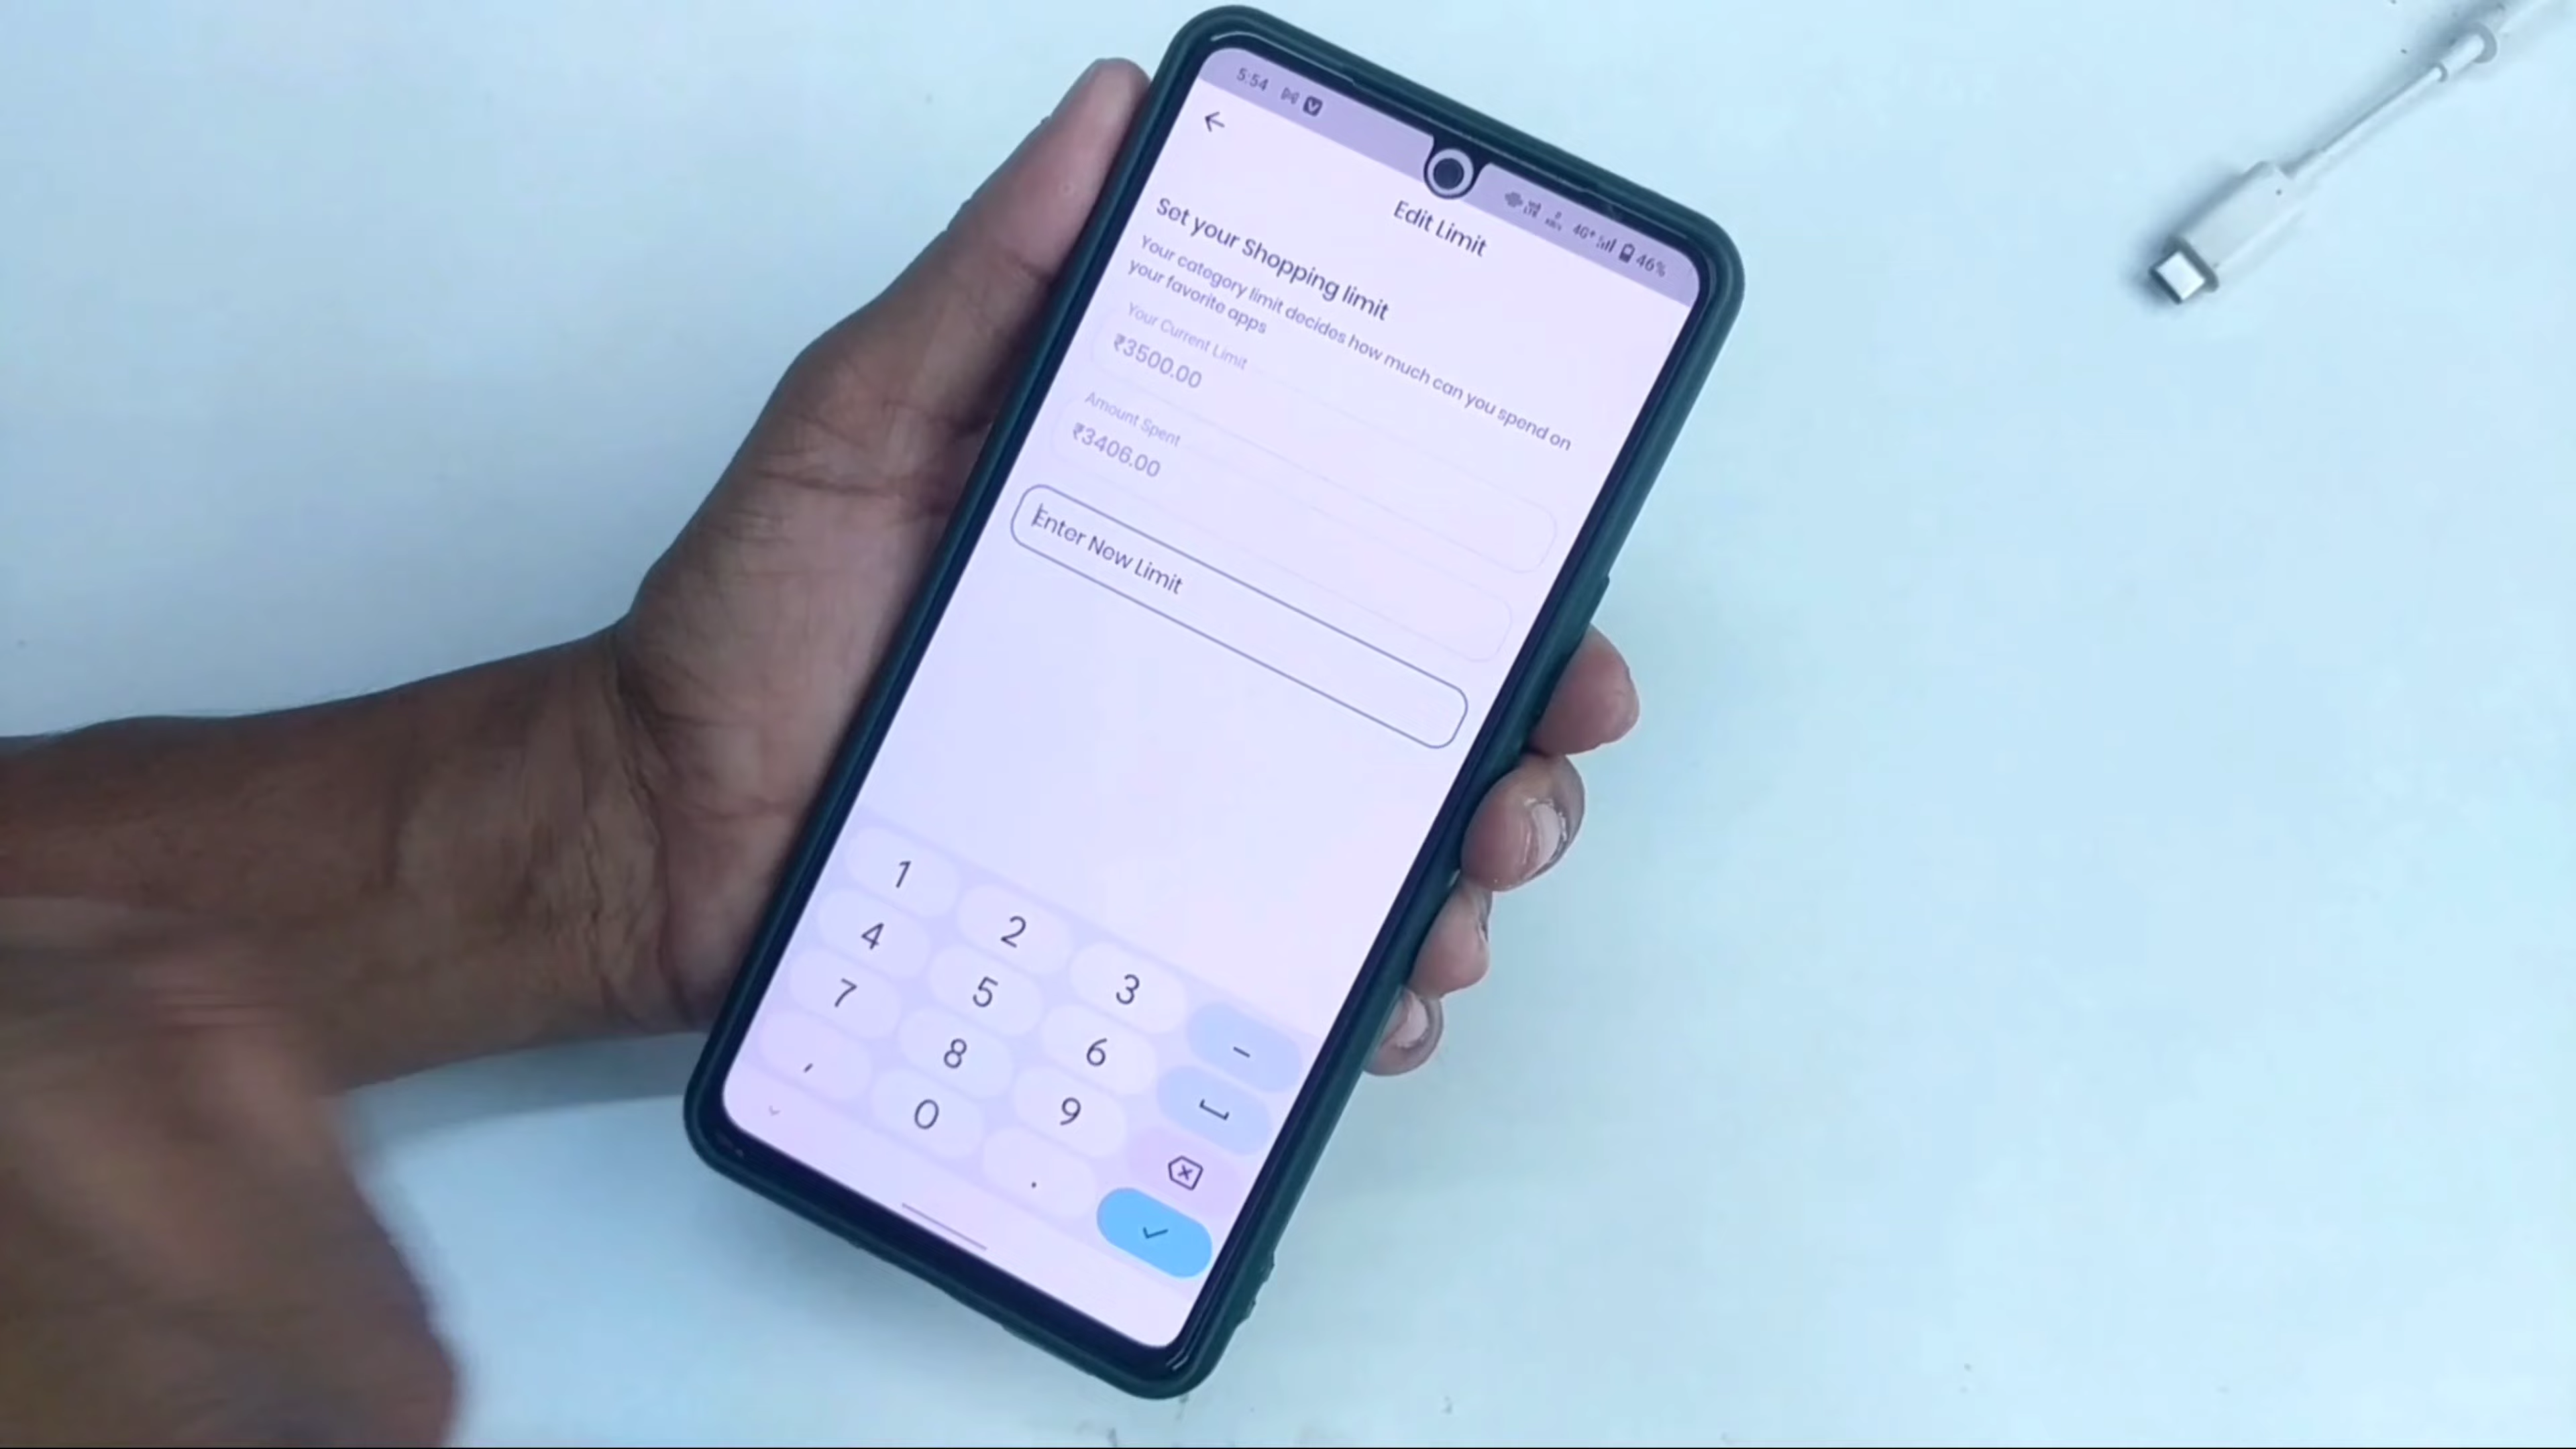 5:54
4G+ 46%
Edit Limit
Set your Shopping limit
Your category limit decides how much can you spend on
your favorite apps
Your Current Limit
₹3500.00
Amount Spent
₹3406.00
Enter New Limit
1 2 3 -
4 5 6
7 8 9
, 0 .